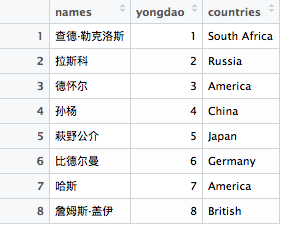 names yongdao countries
1 查德·勒克洛斯 1 South Africa
2 拉斯科 2 Russia
3 德怀尔 3 America
4 孙杨 4 China
5 萩野公介 5 Japan
6 比德尔曼 6 Germany
7 哈斯 7 America
8 詹姆斯·盖伊 8 British